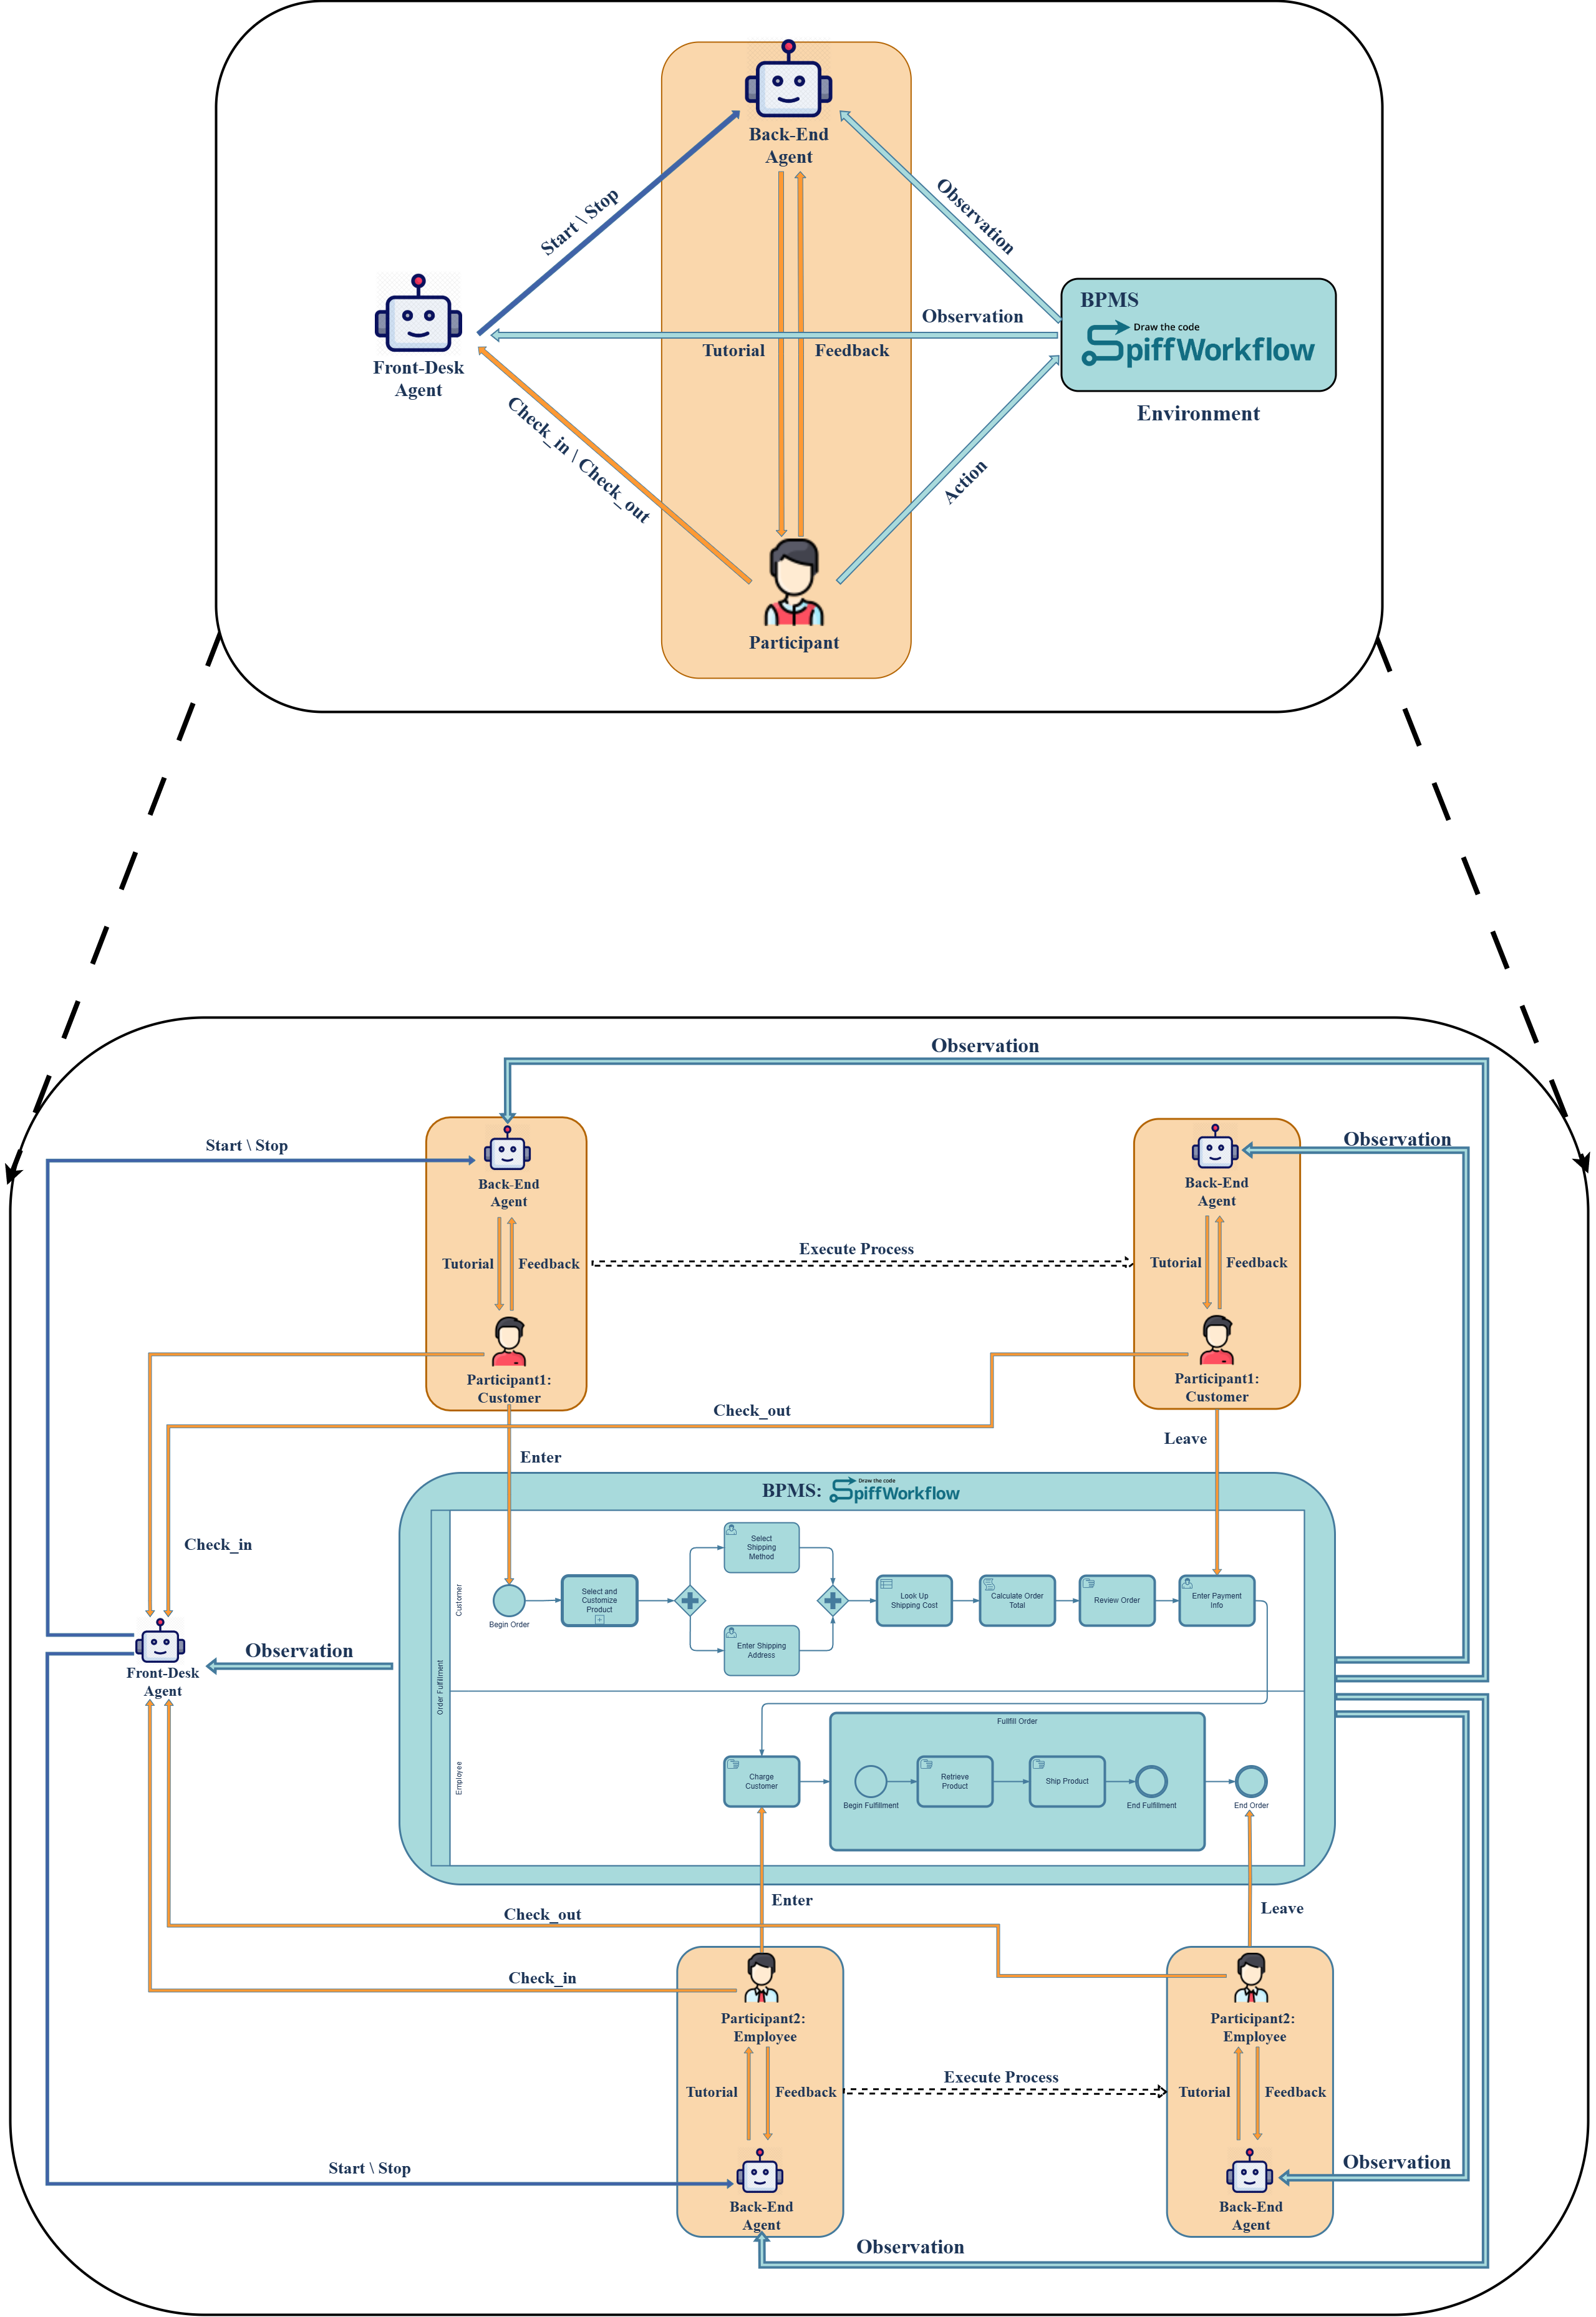 Back-End
Agent
Start \ Stop
Observation
Front-Desk
Agent
Observation
Tutorial
Feedback
BPMS
Draw the code
SpiffWorkflow
Environment
Check_in \ Check_out
Action
Participant
Observation
Start \ Stop
Back-End
Agent
Tutorial
Feedback
Participant1:
Customer
Execute Process
Observation
Back-End
Agent
Tutorial
Feedback
Participant1:
Customer
Check_out
Enter
Leave
Check_in
BPMS:
Draw the code
SpiffWorkflow
Order Fulfillment
Customer
Begin Order
Select and
Customize
Product
Select
Shipping
Method
Enter Shipping
Address
Look Up
Shipping Cost
Calculate Order
Total
Review Order
Enter Payment
Info
Front-Desk
Agent
Observation
Employee
Charge
Customer
Fullfill Order
Begin Fulfillment
Retrieve
Product
Ship Product
End Fulfillment
End Order
Enter
Leave
Check_out
Check_in
Participant2:
Employee
Tutorial
Feedback
Back-End
Agent
Execute Process
Participant2:
Employee
Tutorial
Feedback
Back-End
Agent
Observation
Start \ Stop
Observation